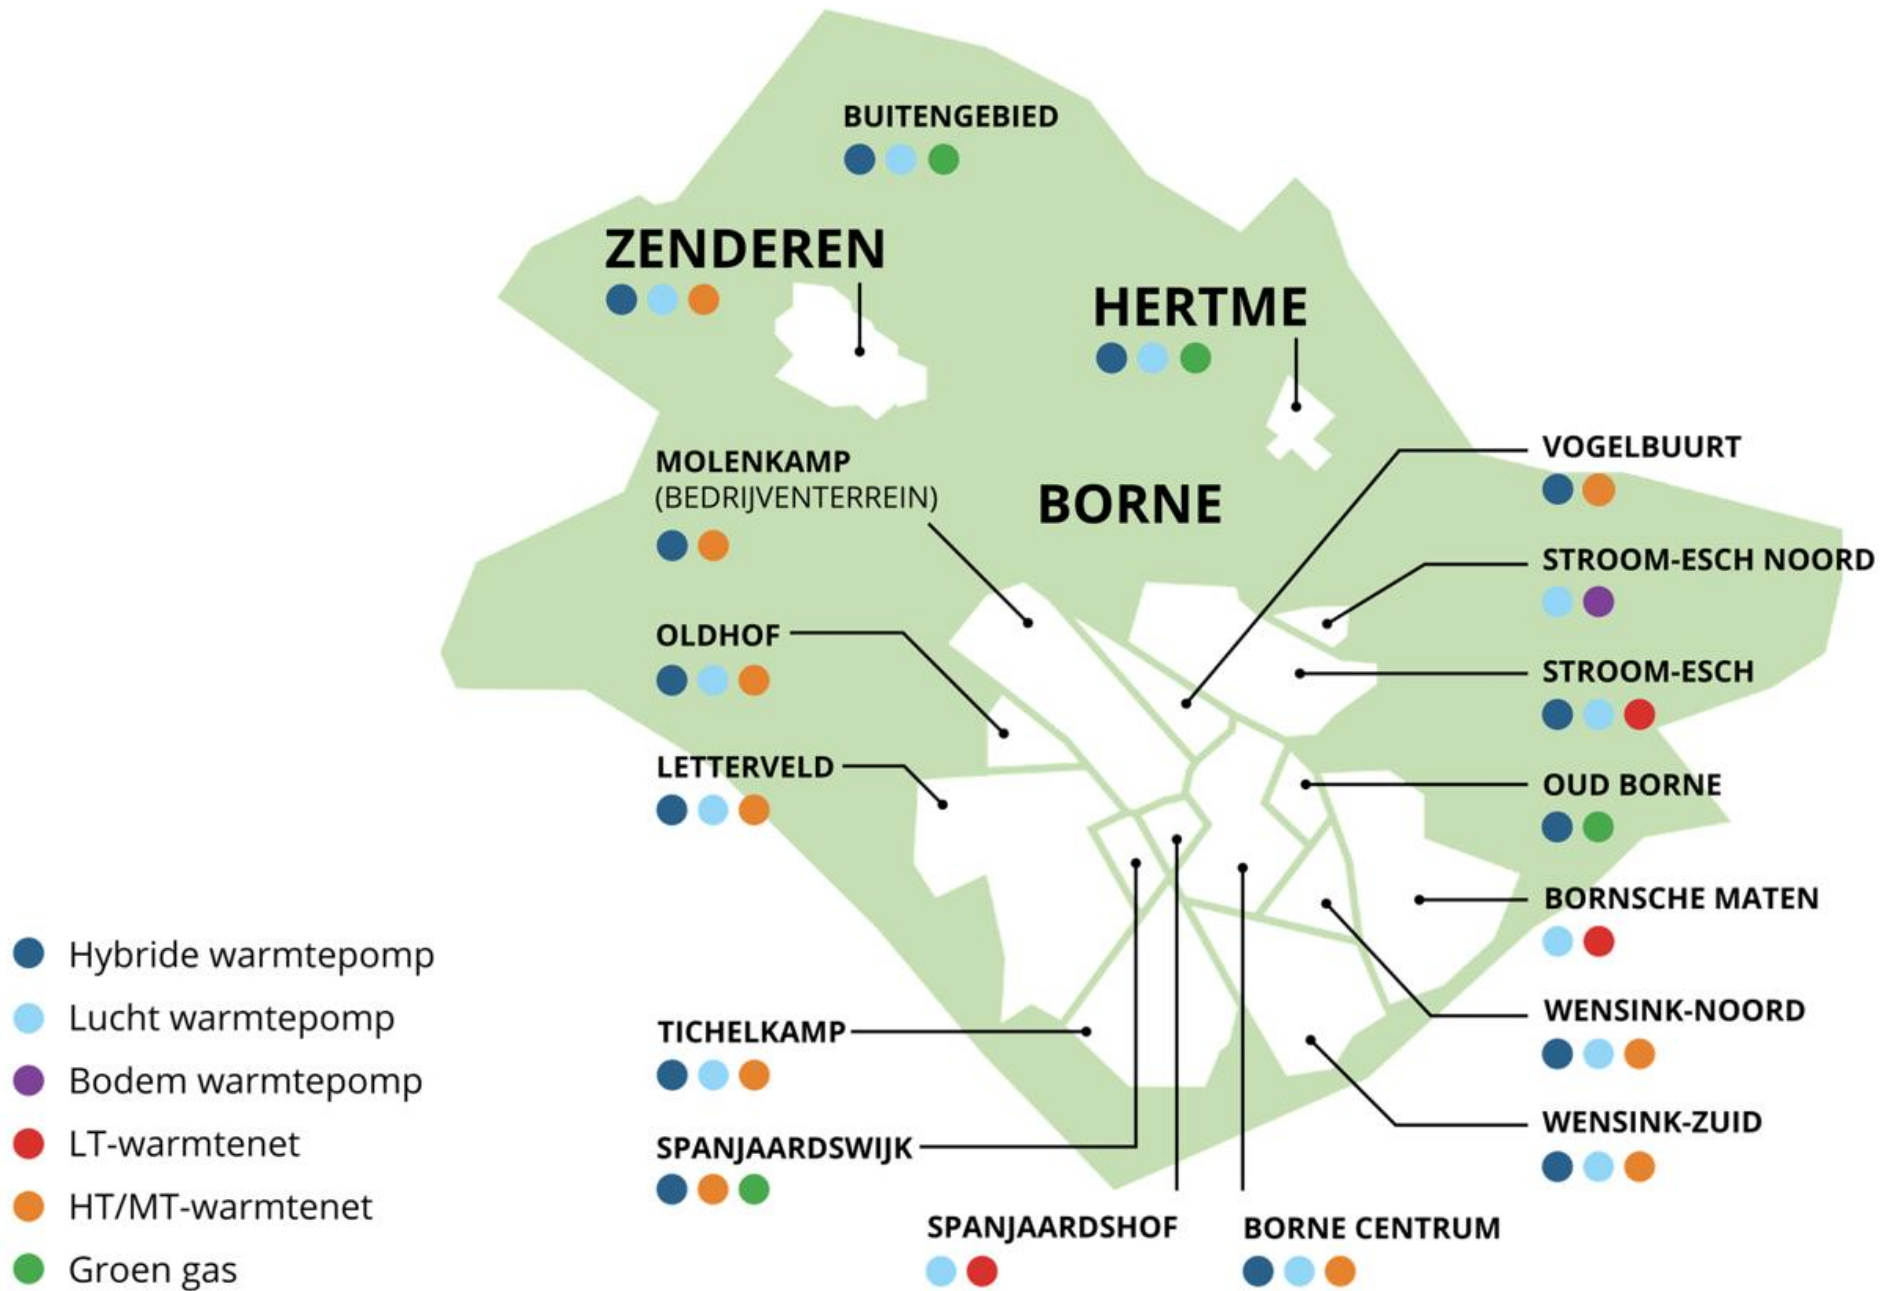 BUITENGEBIED
ZENDEREN
HERTME
MOLENKAMP
(BEDRIJVENTERREIN)
BORNE
VOGELBUURT
STROOM-ESCH NOORD
OLDHOF
STROOM-ESCH
LETTERVELD
OUD BORNE
BORNSCHE MATEN
TICHELKAMP
WENSINK-NOORD
SPANJAARDSWIJK
WENSINK-ZUID
SPANJAARDSHOF
BORNE CENTRUM
Hybride warmtepomp
Lucht warmtepomp
Bodem warmtepomp
LT-warmtenet
HT/MT-warmtenet
Groen gas